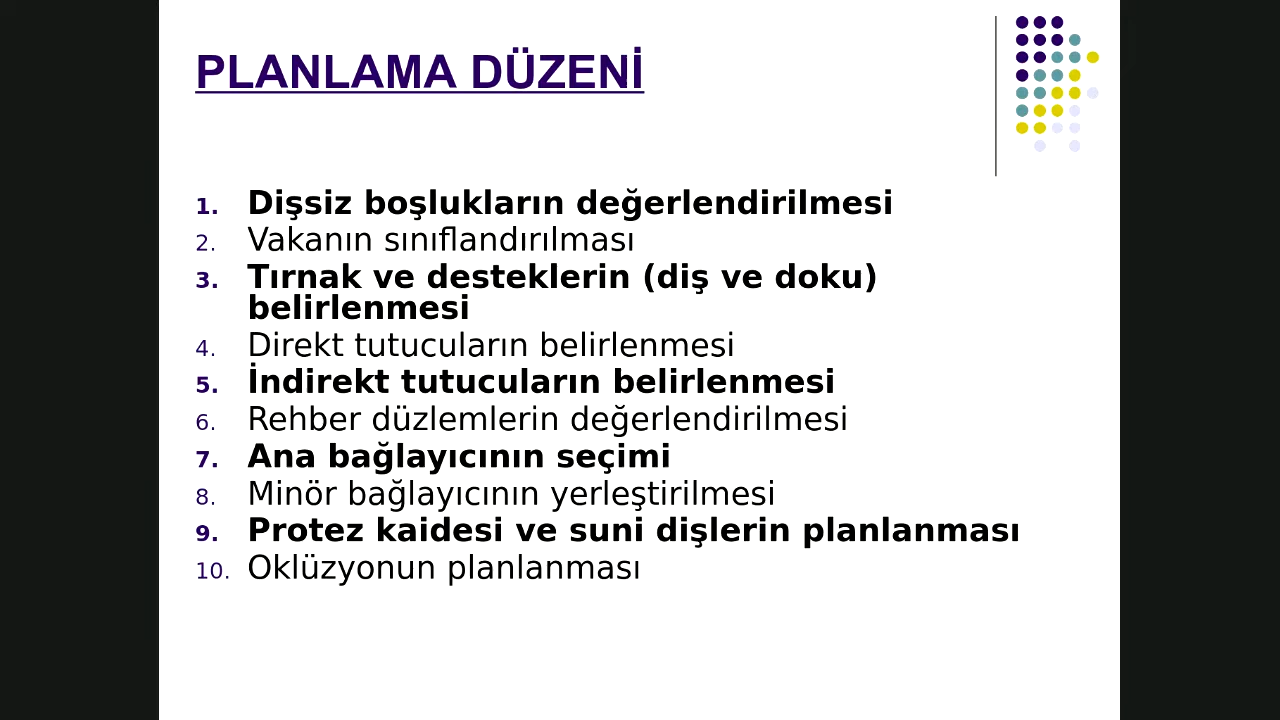 PLANLAMA DÜZENİ
1. Dişsiz boşlukların değerlendirilmesi
2. Vakanın sınıflandırılması
3. Tırnak ve desteklerin (diş ve doku)
belirlenmesi
4. Direkt tutucuların belirlenmesi
5. İndirekt tutucuların belirlenmesi
6. Rehber düzlemlerin değerlendirilmesi
7. Ana bağlayıcının seçimi
8. Minör bağlayıcının yerleştirilmesi
9. Protez kaidesi ve suni dişlerin planlanması
10. Oklüzyonun planlanması